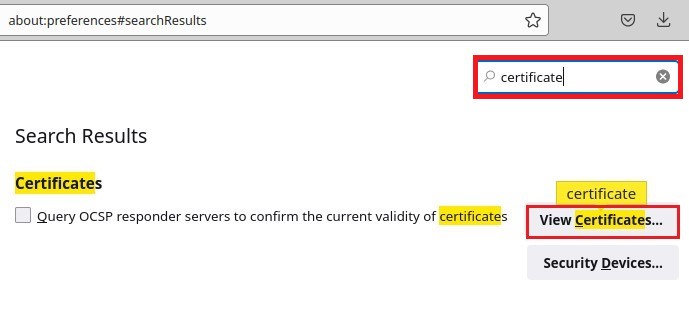 about:preferences#searchResults
certificate
Search Results
Certificates
certificate
Query OCSP responder servers to confirm the current validity of certificates
View Certificates...
Security Devices...